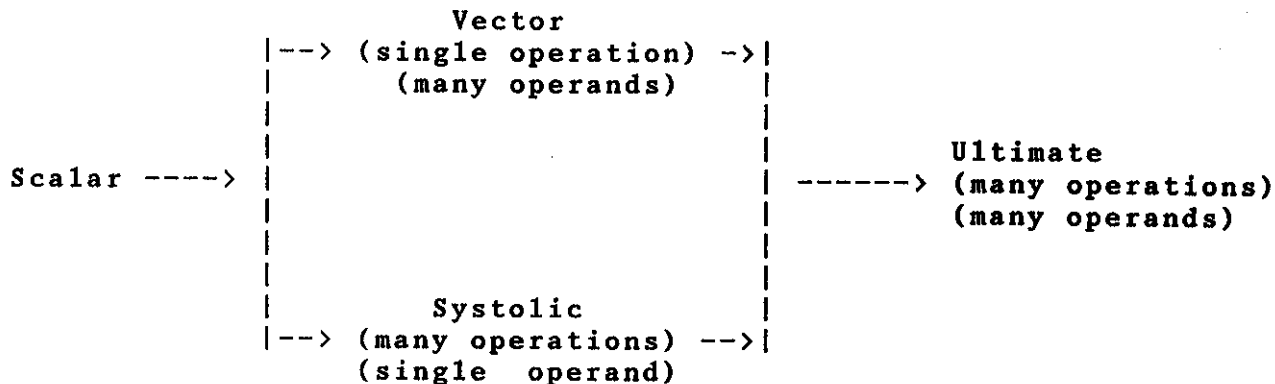 Vector
(single operation)
(many operands)
Scalar
Ultimate
(many operations)
(many operands)
Systolic
(many operations)
(single operand)